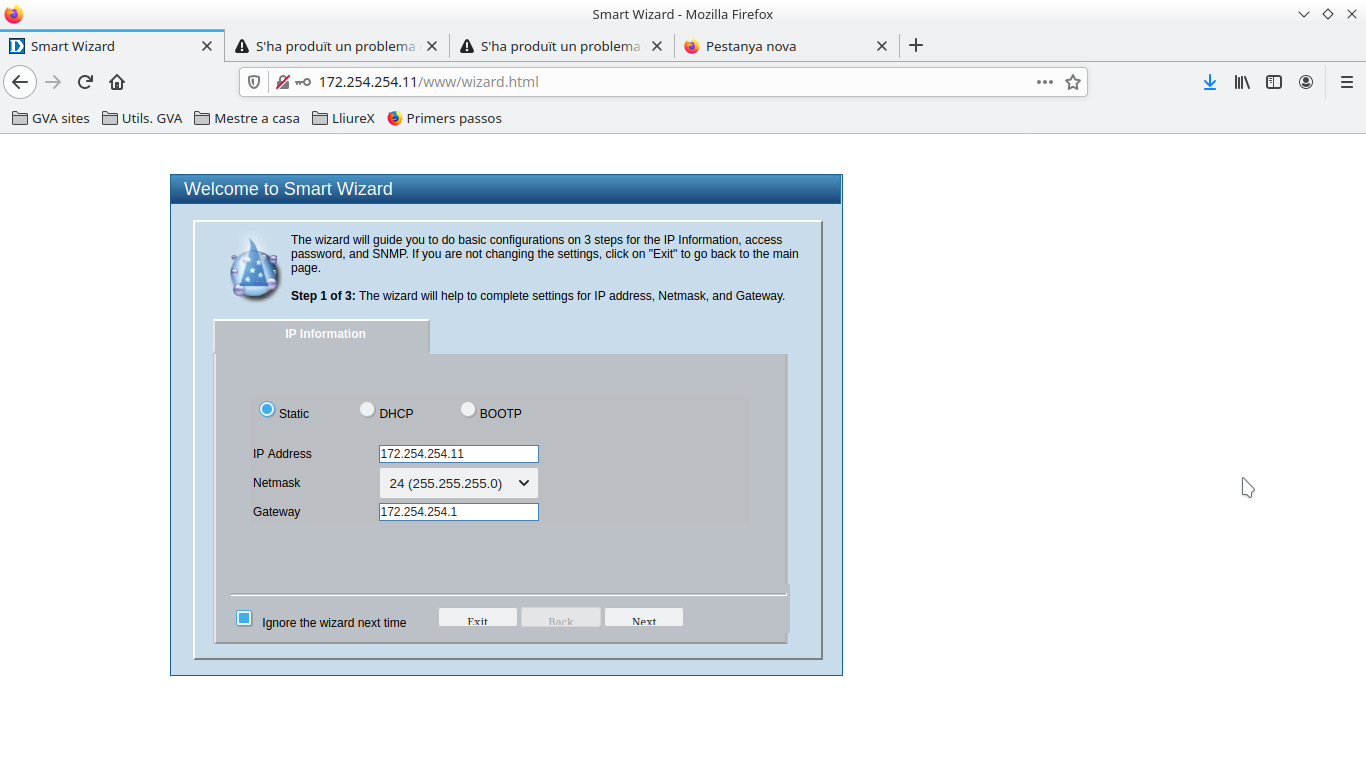 Smart Wizard - Mozilla Firefox
Smart Wizard
S'ha produït un problema
S'ha produït un problema
Pestanya nova
172.254.254.11/www/wizard.html
GVA sites
Utils. GVA
Mestre a casa
LliureX
Primers passos
Welcome to Smart Wizard
The wizard will guide you to do basic configurations on 3 steps for the IP Information, access
password, and SNMP. If you are not changing the settings, click on "Exit" to go back to the main
page.
Step 1 of 3: The wizard will help to complete settings for IP address, Netmask, and Gateway.
IP Information
Static
DHCP
BOOTP
IP Address
172.254.254.11
Netmask
24 (255.255.255.0)
Gateway
172.254.254.1
Ignore the wizard next time
Exit
Back
Next